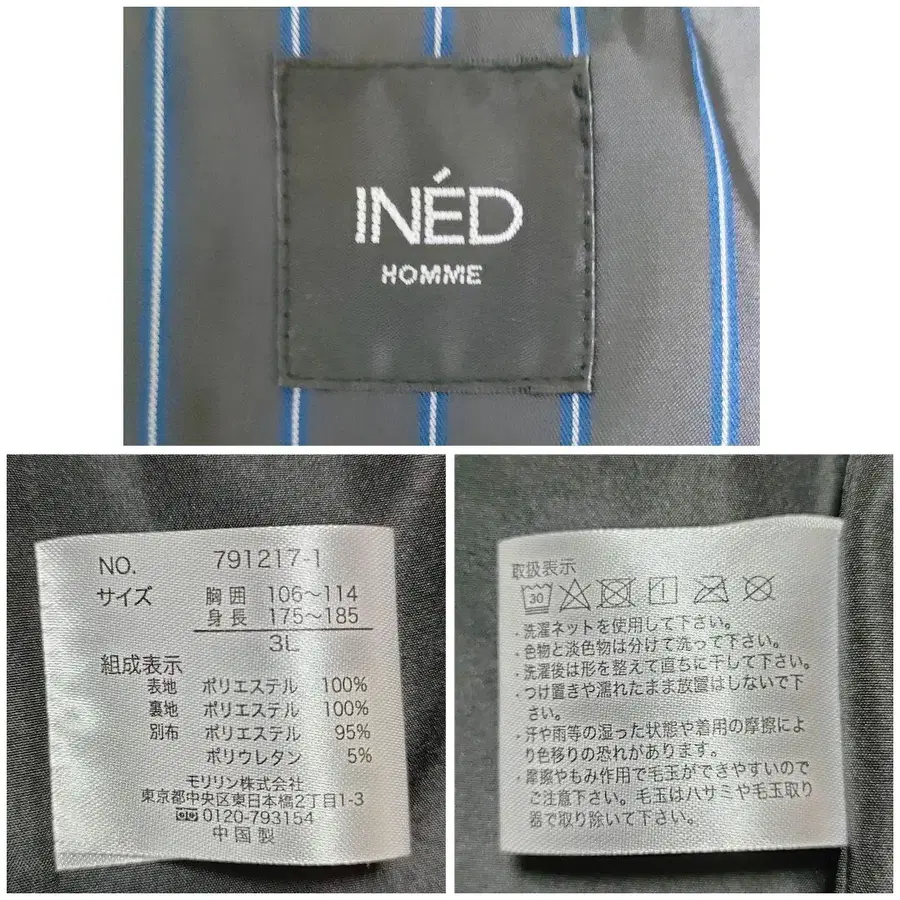 INÉD
HOMME
NO. 791217-1
サイズ 胸囲 106〜114
身長 175〜185
3L
組成表示
表地 ポリエステル 100%
裏地 ポリエステル 100%
別布 ポリエステル 95%
ポリウレタン 5%
モリリン株式会社
東京都中央区東日本橋2丁目1-3
0120-793154
中国製
取扱表示
30
・洗濯ネットを使用して下さい。
・色物と淡色物は分けて洗って下さい。
・洗濯後は形を整えて直ちに干して下さい。
・つけ置きや濡れたまま放置はしないで下
さい。
・汗や雨等の湿った状態や着用の摩擦によ
り色移りの恐れがあります。
・摩擦やもみ作用で毛玉ができやすいので
ご注意下さい。毛玉はハサミや毛玉取り
器で取り除いて下さい。